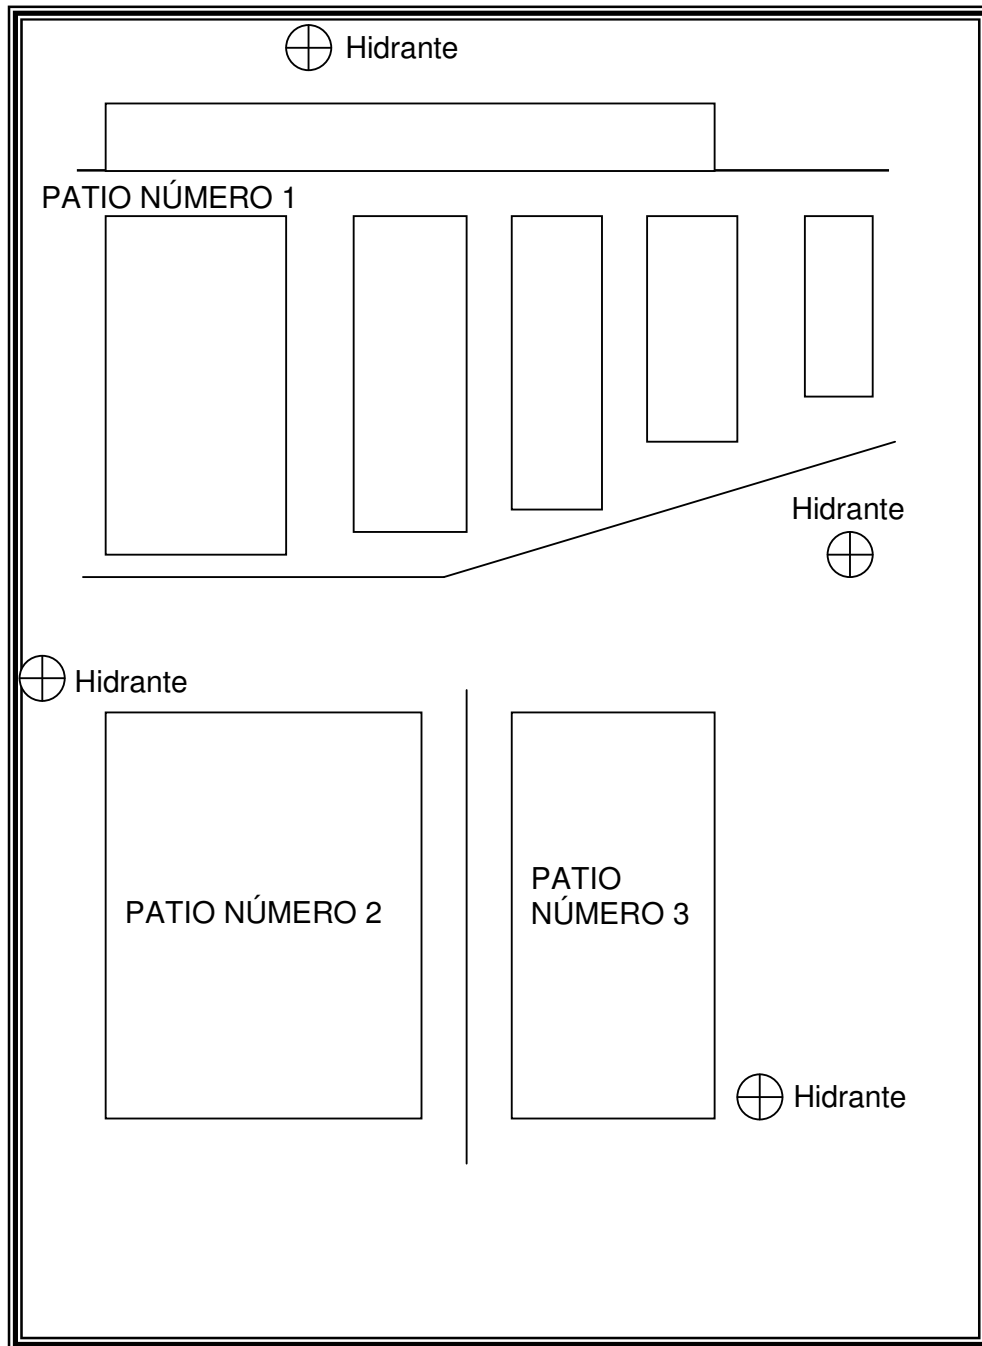 Hidrante
PATIO NÚMERO 1
Hidrante
Hidrante
PATIO NÚMERO 2
PATIO
NÚMERO 3
Hidrante